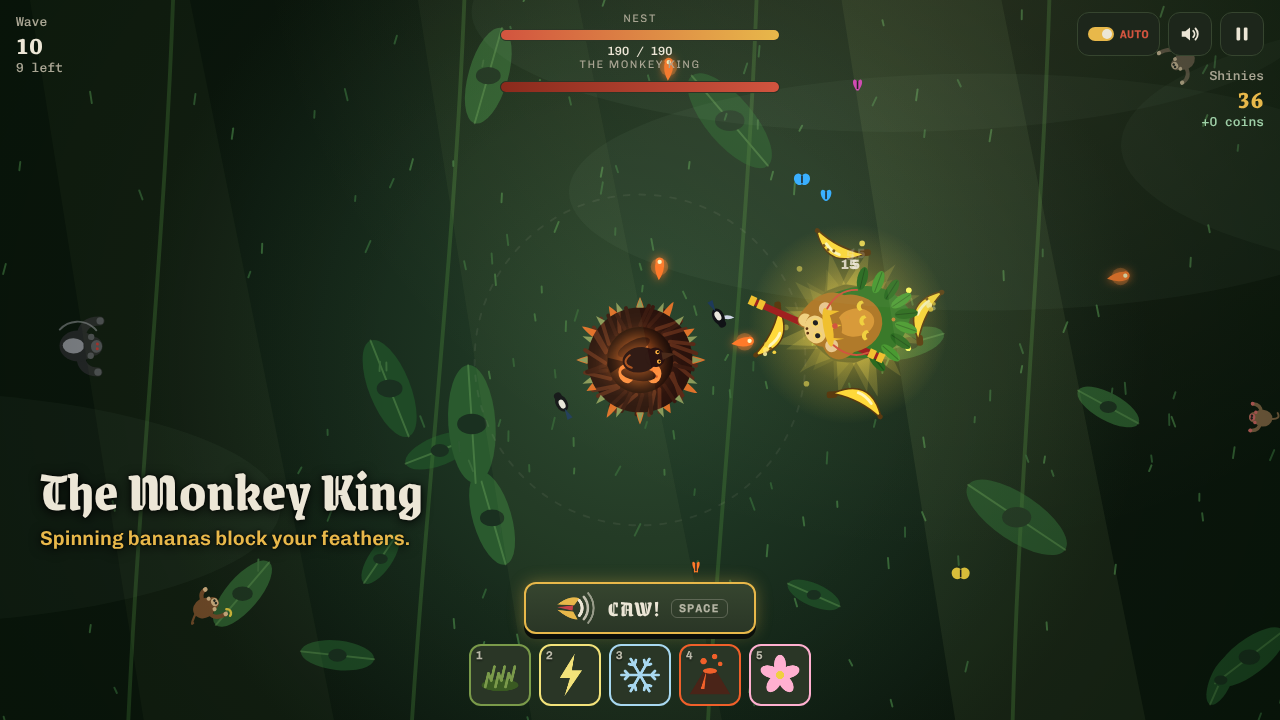 Wave
10
9 left
NEST
190 / 190
THE MONKEY KING
AUTO
Shinies
36
+0 coins
15
The Monkey King
Spinning bananas block your feathers.
CAW!
SPACE
1
2
3
4
5